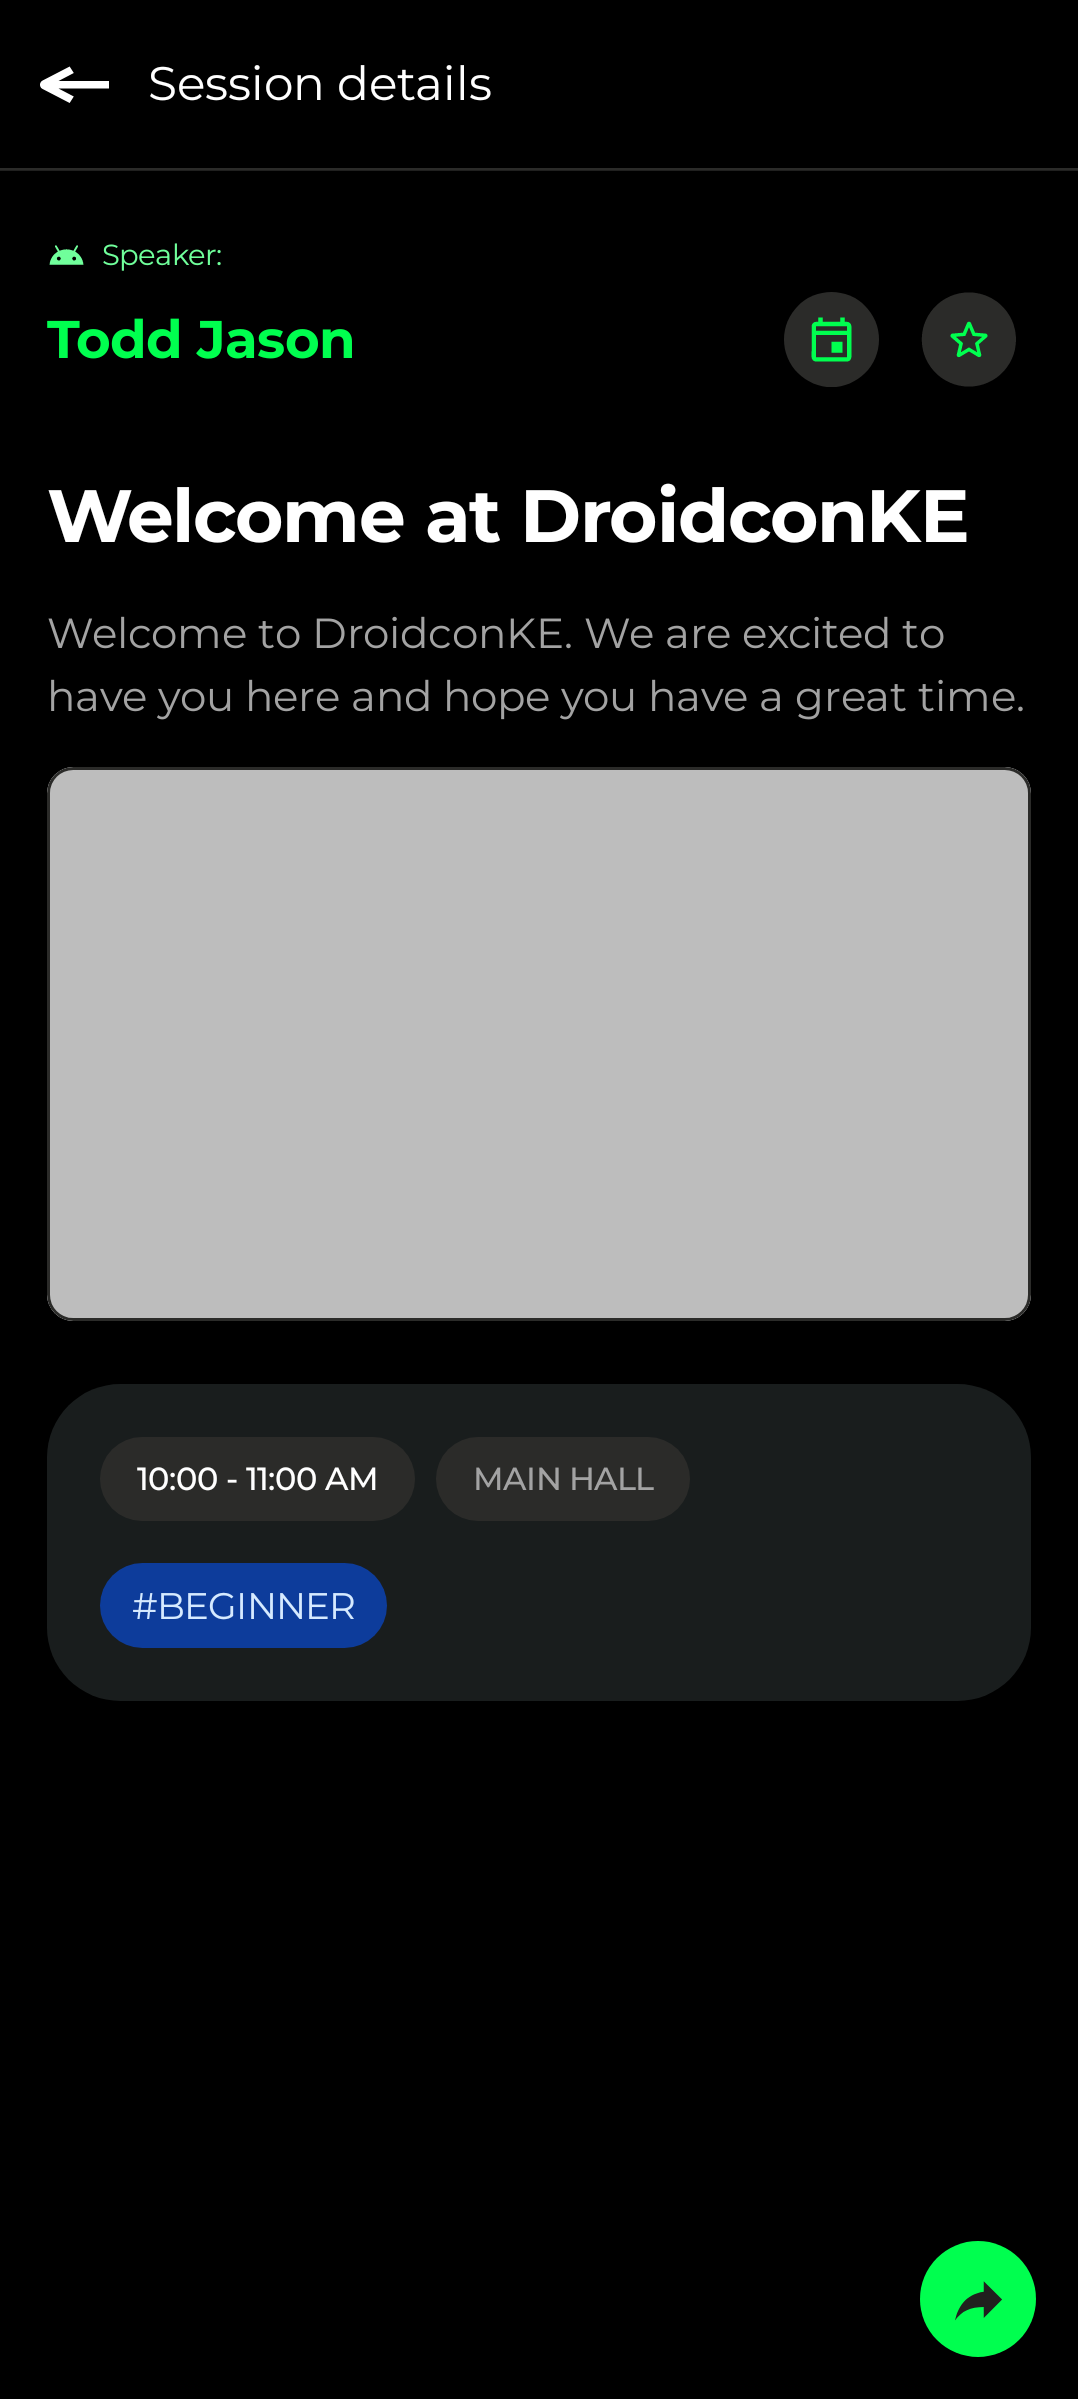 Session details
Speaker:
Todd Jason
Welcome at DroidconKE
Welcome to DroidconKE. We are excited to
have you here and hope you have a great time.
10:00 - 11:00 AM
MAIN HALL
#BEGINNER